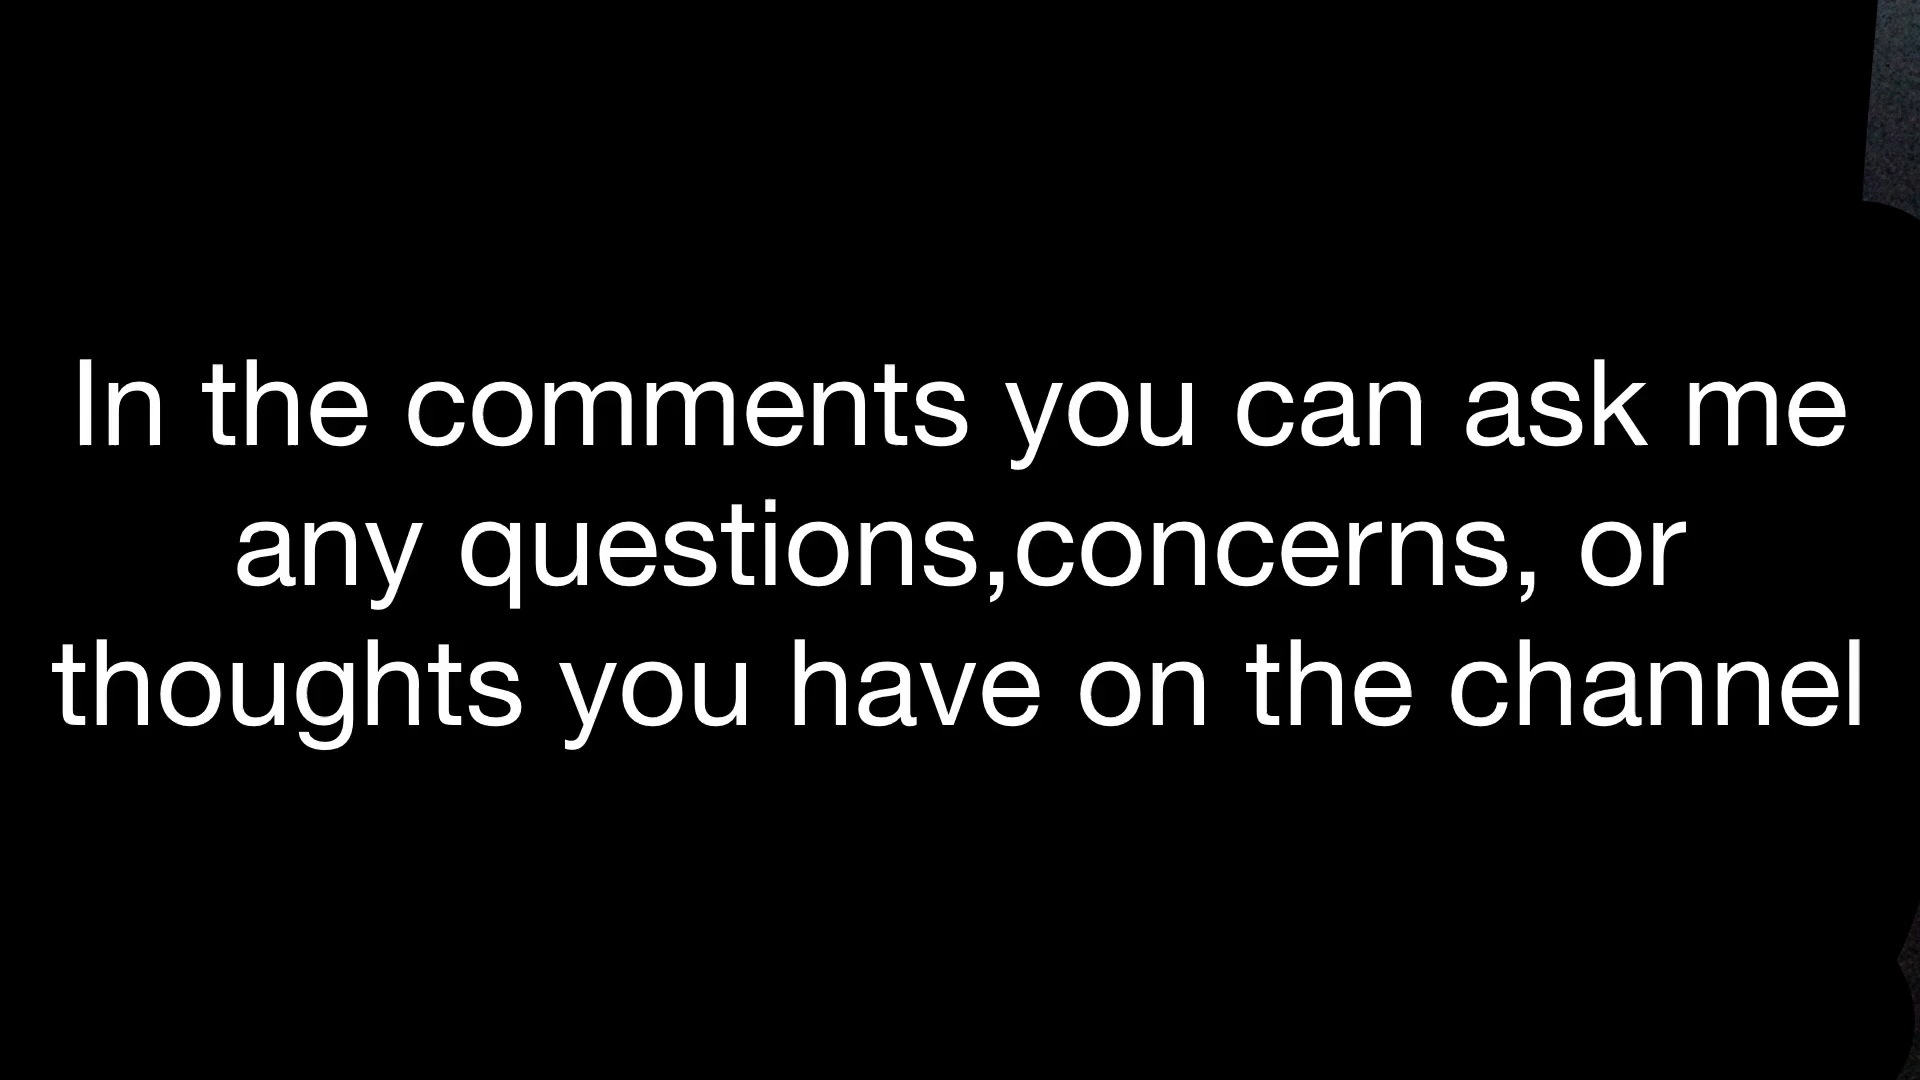 In the comments you can ask me
any questions,concerns, or
thoughts you have on the channel